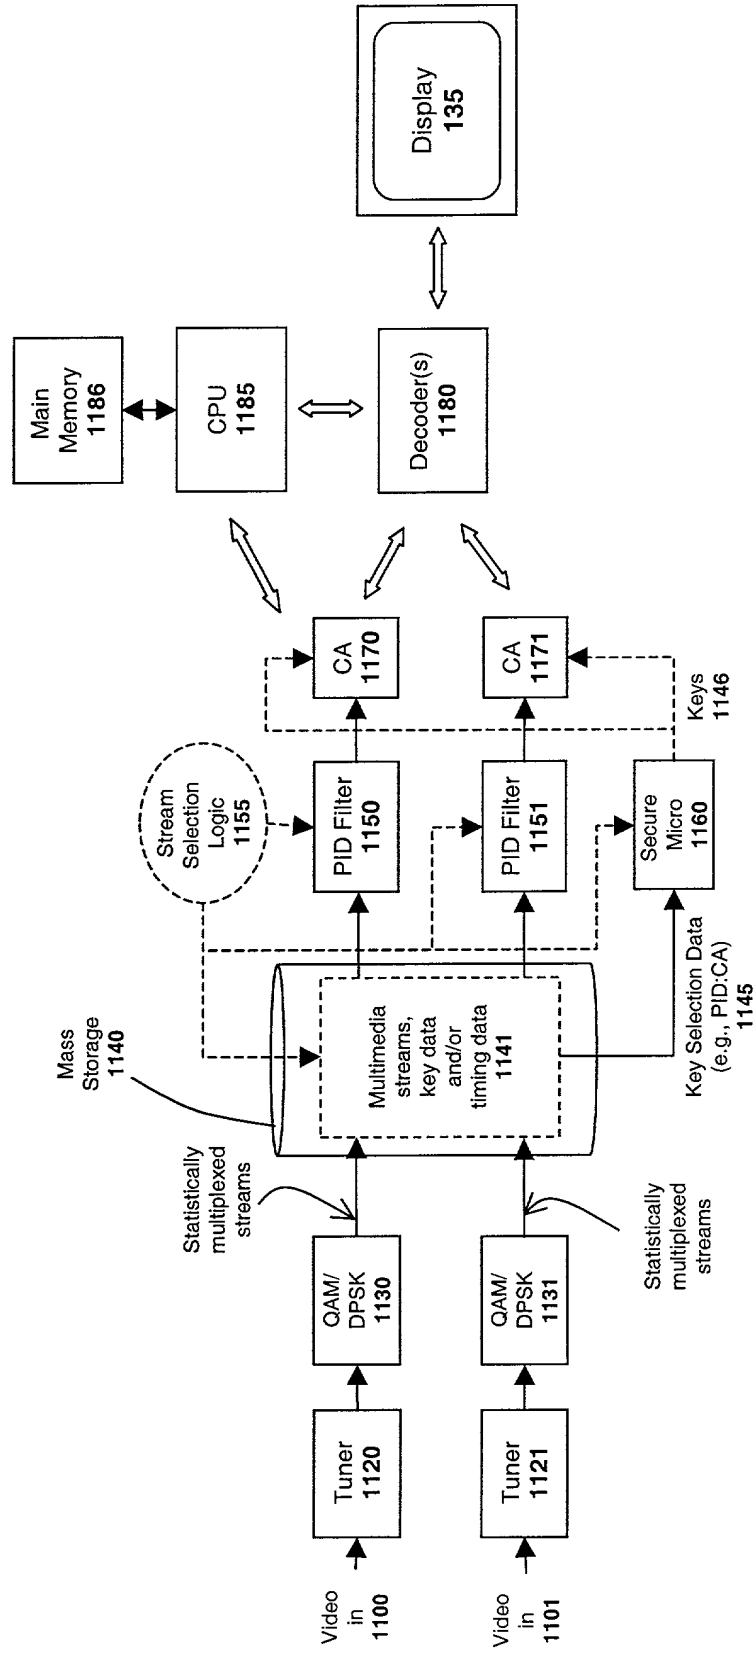 Video
in
1100
Tuner
1120
QAM/
DPSK
1130
Statistically
multiplexed
streams
Mass
Storage
1140
Multimedia
streams,
key data
and/or
timing data
1141
Stream
Selection
Logic
1155
PID Filter
1150
CA
1170
Main
Memory
1186
CPU
1185
Decoder(s)
1180
Display
135
Video
in
1101
Tuner
1121
QAM/
DPSK
1131
Statistically
multiplexed
streams
PID Filter
1151
CA
1171
Key Selection Data
(e.g., PID:CA)
1145
Secure
Micro
1160
Keys
1146